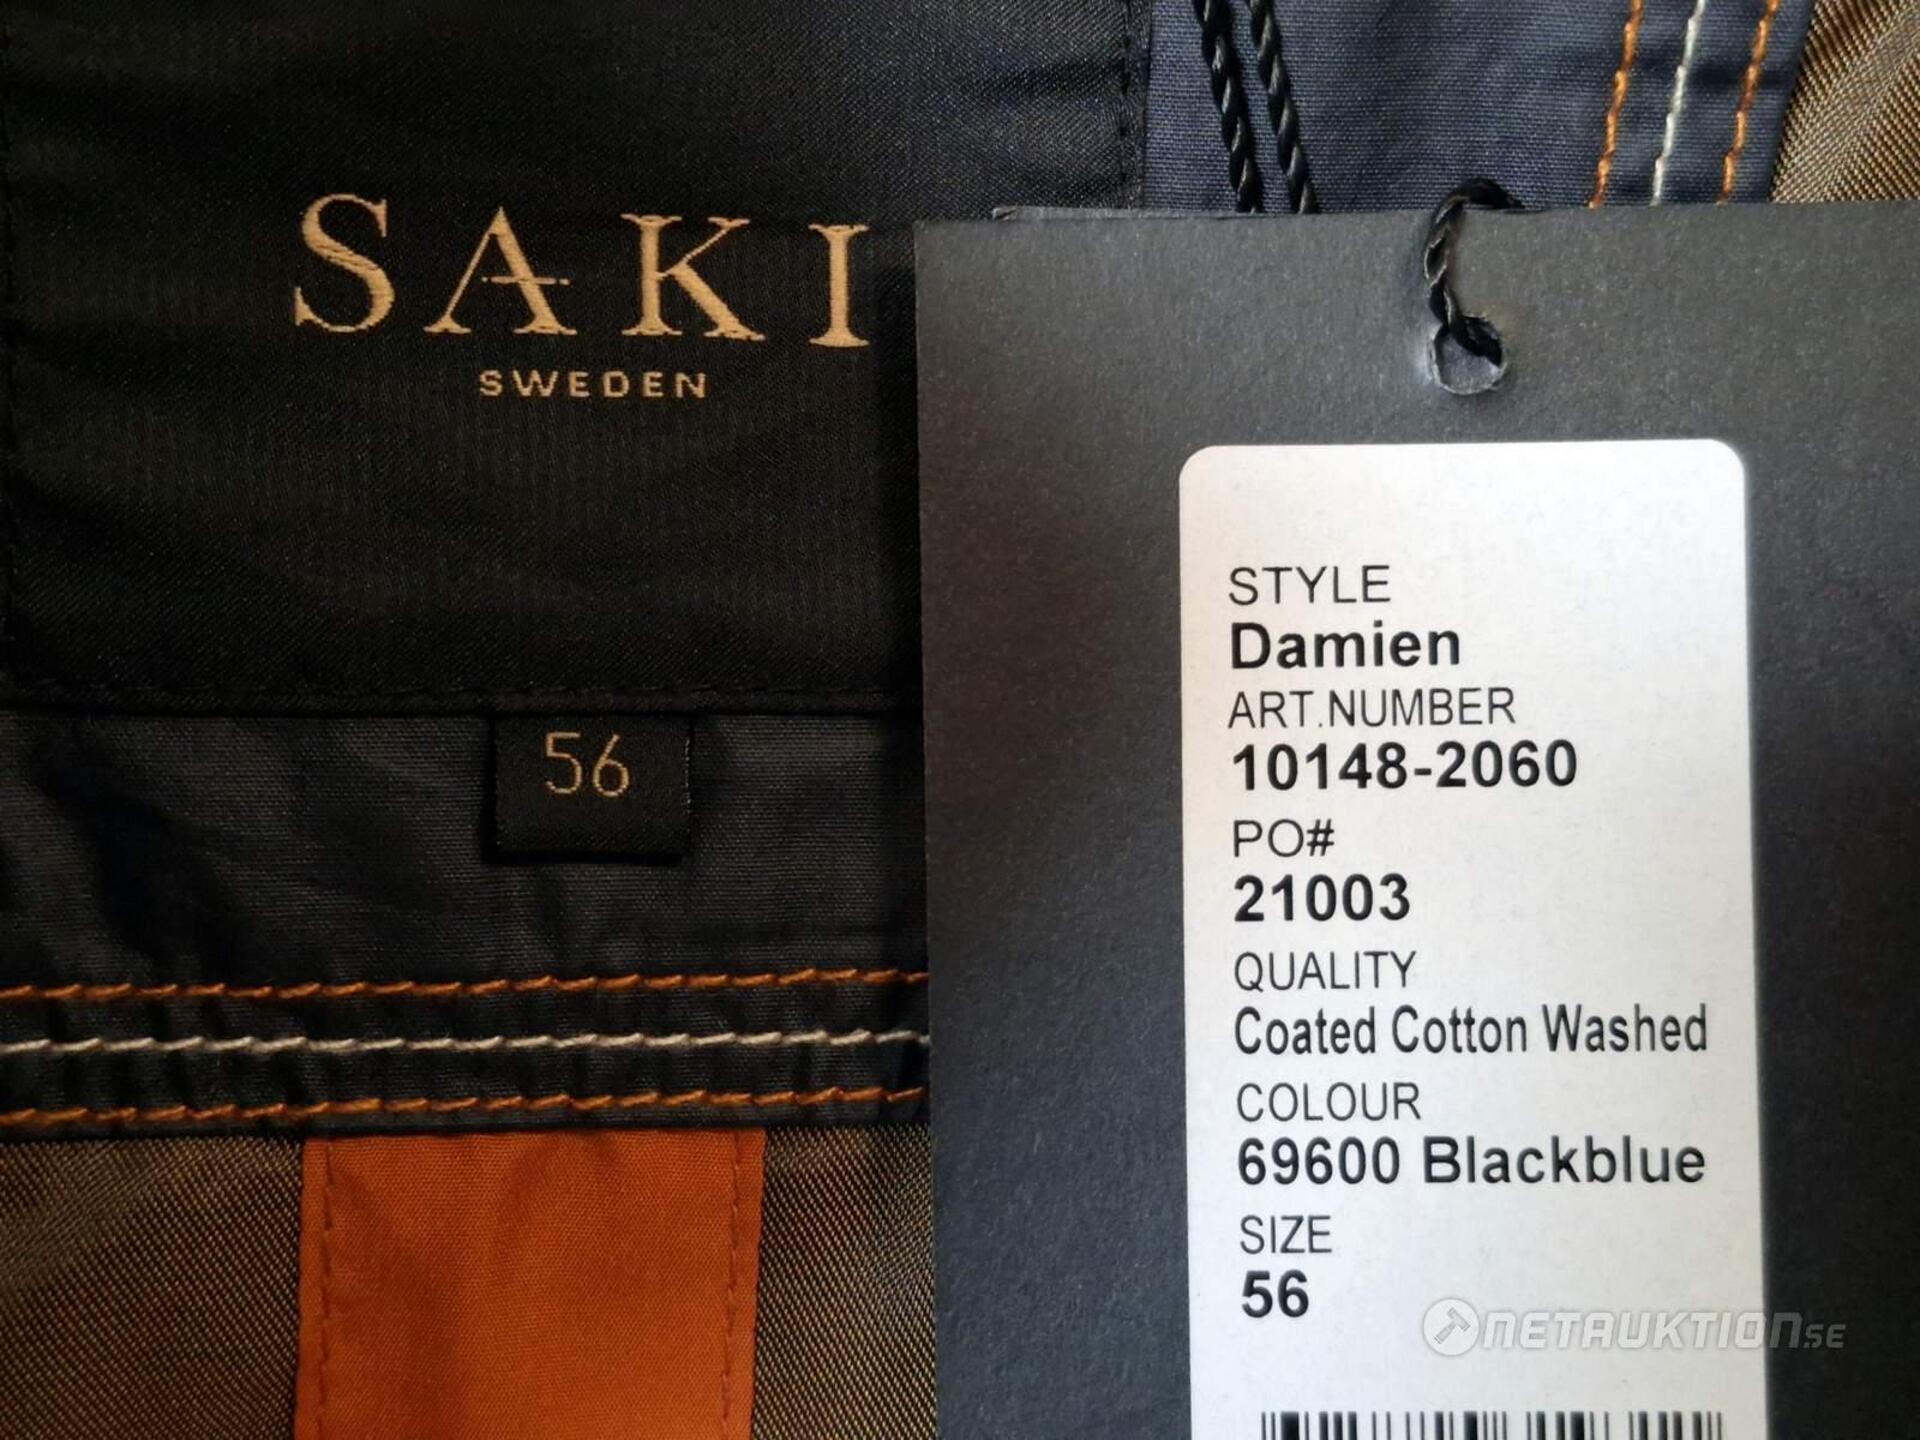 SAKI
SWEDEN
56
STYLE
Damien
ART.NUMBER
10148-2060
PO#
21003
QUALITY
Coated Cotton Washed
COLOUR
69600 Blackblue
SIZE
56
NETAUKTION.SE